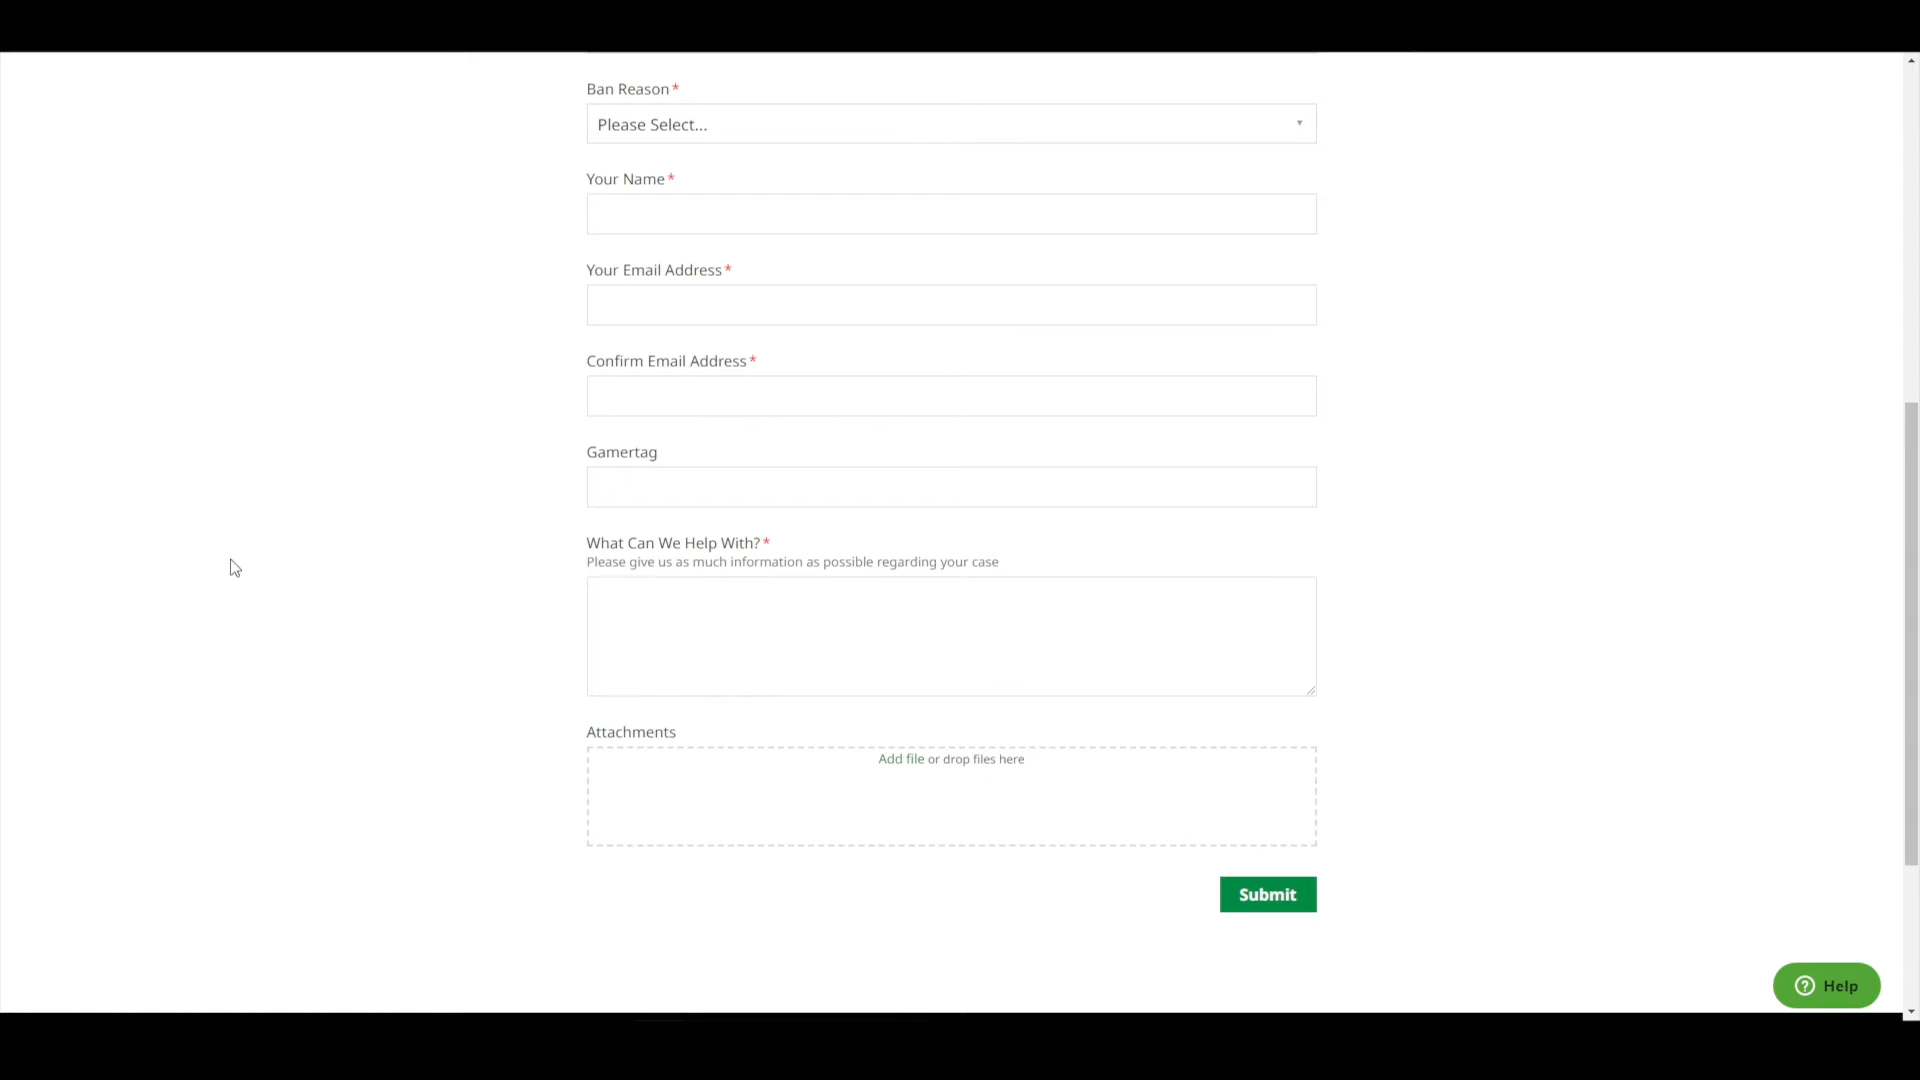 Ban Reason*
Please Select...
Your Name*
Your Email Address*
Confirm Email Address*
Gamertag
What Can We Help With?*
Please give us as much information as possible regarding your case
Attachments
Add file or drop files here
Submit
Help